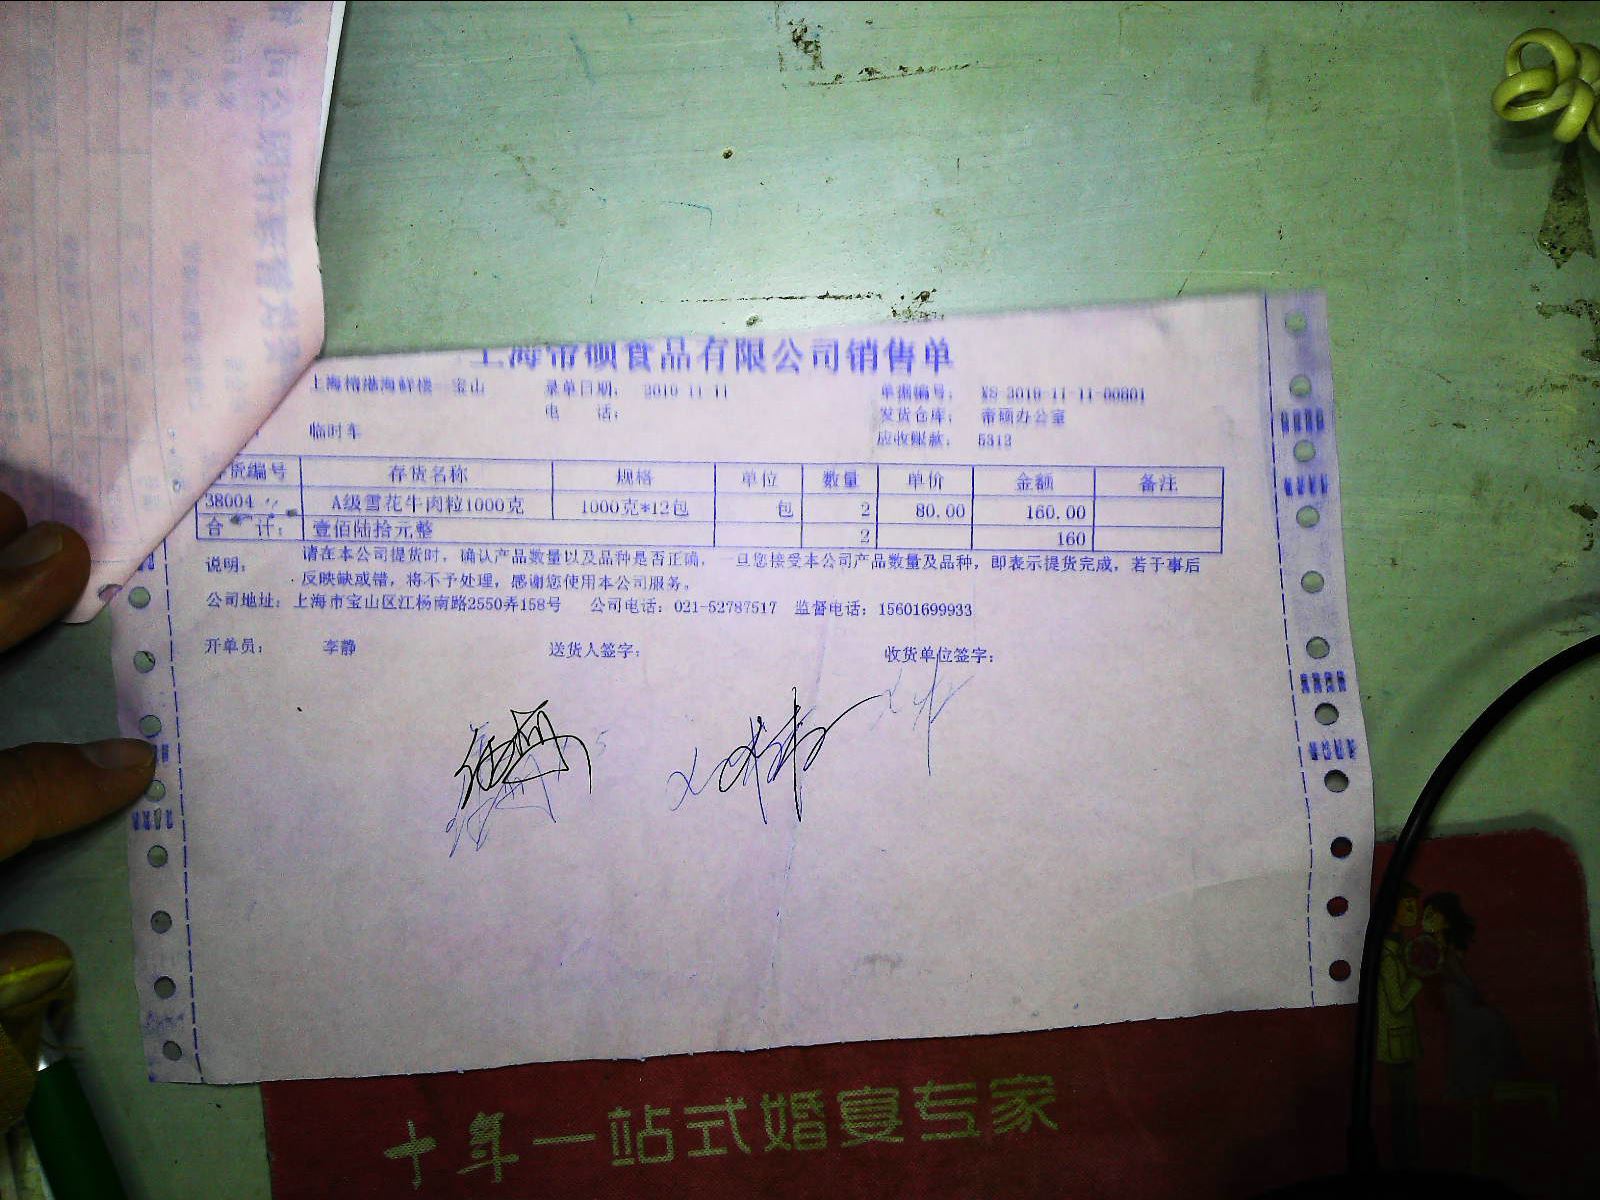 上海帝硕食品有限公司销售单
上海精港海鲜楼--宝山 录单日期: 2019-11-11 单据编号: XS-2019-11-11-00801
电 话: 发货仓库: 帝硕办公室
临时车 应收账款: 5312
存货编号 存货名称 规格 单位 数量 单价 金额 备注
38004 A级雪花牛肉粒1000克 1000克*12包 包 2 80.00 160.00
合 计: 壹佰陆拾元整 2 160
说明: 请在本公司提货时, 确认产品数量以及品种是否正确, 一旦您接受本公司产品数量及品种, 即表示提货完成, 若于事后
反映缺或错, 将不予处理, 感谢您使用本公司服务。
公司地址: 上海市宝山区江杨南路2550弄158号 公司电话: 021-52787517 监督电话: 15601699933
开单员: 李静 送货人签字: 收货单位签字:
十年一站式婚宴专家